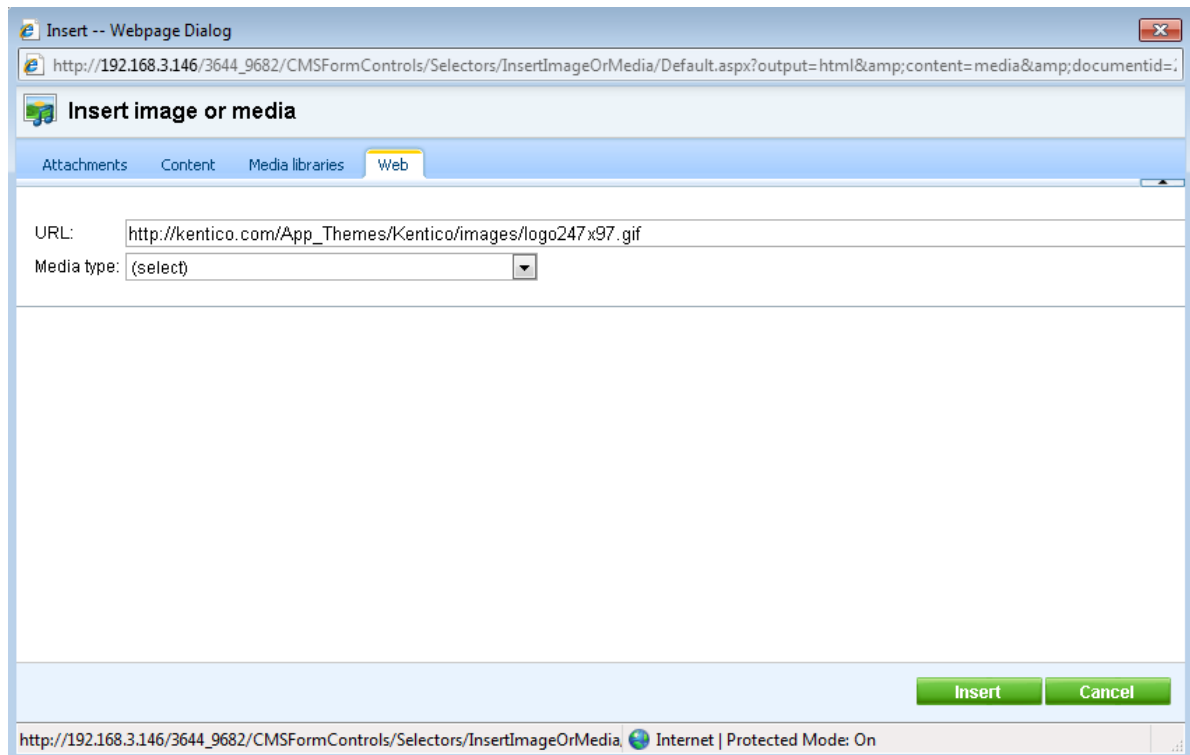 Insert -- Webpage Dialog
http://192.168.3.146/3644_9682/CMSFormControls/Selectors/InsertImageOrMedia/Default.aspx?output=html&amp;content=media&amp;documentid=
Insert image or media
Attachments Content Media libraries Web
URL: http://kentico.com/App_Themes/Kentico/images/logo247x97.gif
Media type: (select)
Insert Cancel
http://192.168.3.146/3644_9682/CMSFormControls/Selectors/InsertImageOrMedia, Internet | Protected Mode: On